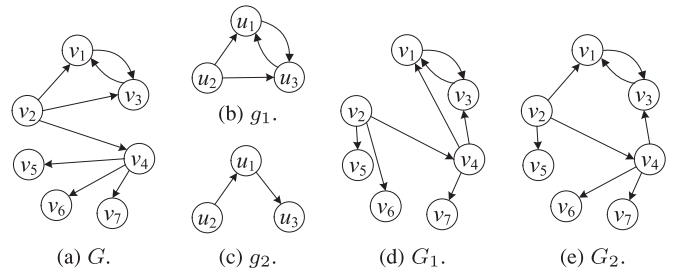 v1
v3
v2
v4
v5
v6
v7
(a) G.
u1
u2
u3
(b) g1.
u1
u2
u3
(c) g2.
v1
v3
v2
v4
v5
v6
v7
(d) G1.
v1
v3
v2
v4
v5
v6
v7
(e) G2.